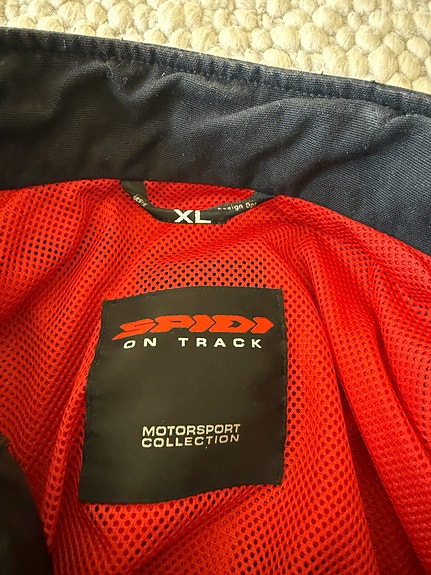 XL
SPIDI
ON TRACK
MOTORSPORT
COLLECTION